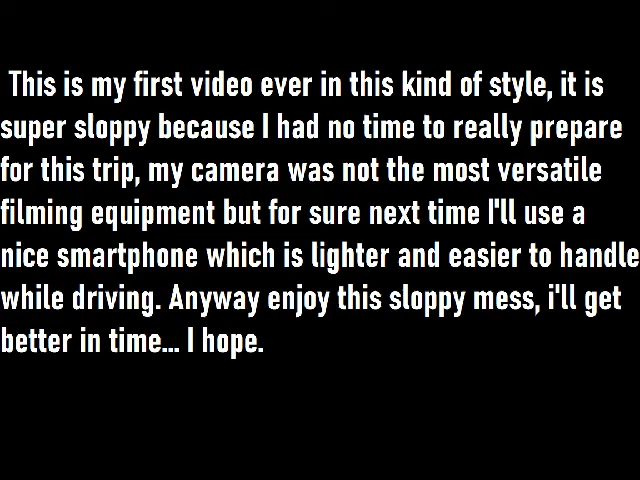 This is my first video ever in this kind of style, it is
super sloppy because I had no time to really prepare
for this trip, my camera was not the most versatile
filming equipment but for sure next time I'll use a
nice smartphone which is lighter and easier to handle
while driving. Anyway enjoy this sloppy mess, i'll get
better in time... I hope.